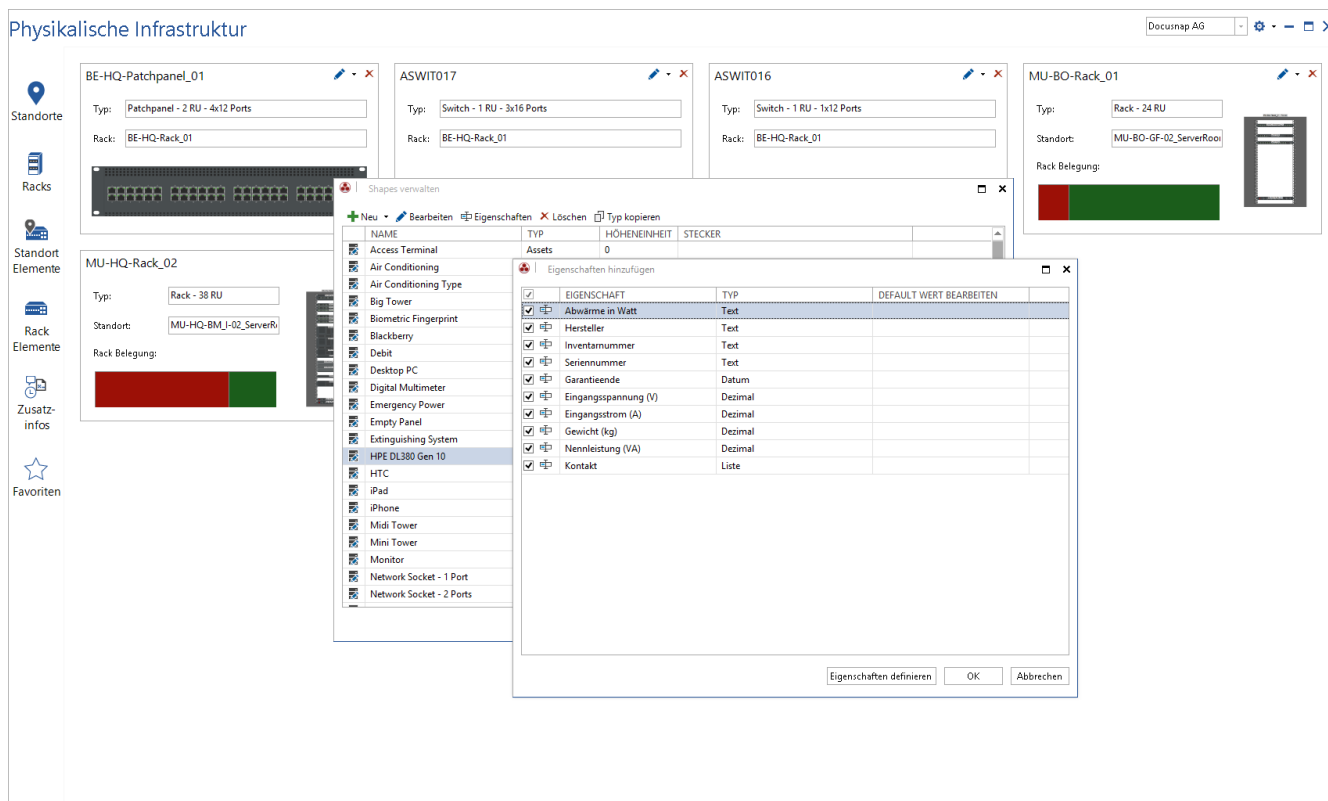 Physikalische Infrastruktur
Docusnap AG
Standorte
Racks
Standort
Elemente
Rack
Elemente
Zusatz-
infos
Favoriten
BE-HQ-Patchpanel_01
Typ: Patchpanel - 2 RU - 4x12 Ports
Rack: BE-HQ-Rack_01
ASWIT017
Typ: Switch - 1 RU - 3x16 Ports
Rack: BE-HQ-Rack_01
ASWIT016
Typ: Switch - 1 RU - 1x12 Ports
Rack: BE-HQ-Rack_01
MU-BO-Rack_01
Typ: Rack - 24 RU
Standort: MU-BO-GF-02_ServerRoo
Rack Belegung:
MU-HQ-Rack_02
Typ: Rack - 38 RU
Standort: MU-HQ-BM_I-02_ServerR
Rack Belegung:
Shapes verwalten
Neu Bearbeiten Eigenschaften Löschen Typ kopieren
NAME TYP HÖHENEINHEIT STECKER
Access Terminal Assets 0
Air Conditioning
Air Conditioning Type
Big Tower
Biometric Fingerprint
Blackberry
Debit
Desktop PC
Digital Multimeter
Emergency Power
Empty Panel
Extinguishing System
HPE DL380 Gen 10
HTC
iPad
iPhone
Midi Tower
Mini Tower
Monitor
Network Socket - 1 Port
Network Socket - 2 Ports
Eigenschaften hinzufügen
EIGENSCHAFT TYP DEFAULT WERT BEARBEITEN
Abwärme in Watt Text
Hersteller Text
Inventarnummer Text
Seriennummer Text
Garantieende Datum
Eingangsspannung (V) Dezimal
Eingangsstrom (A) Dezimal
Gewicht (kg) Dezimal
Nennleistung (VA) Dezimal
Kontakt Liste
Eigenschaften definieren OK Abbrechen